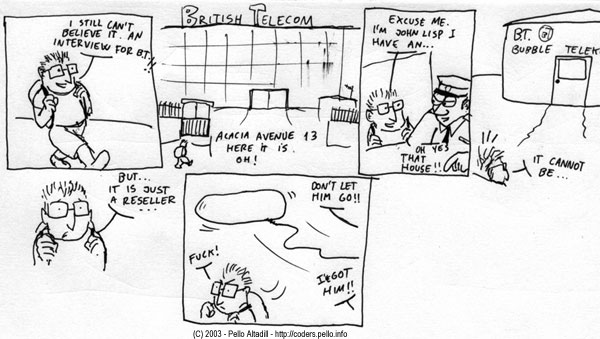 I STILL CAN'T
BELIEVE IT. AN
INTERVIEW FOR BT.
!!
BRITISH TELECOM
ACACIA AVENUE 13
HERE IT IS.
OH!
EXCUSE ME.
I'M JOHN LISP I
HAVE AN...
OH YES
THAT
HOUSE!!
BT.
BUBBLE TELEK
IT CANNOT
BE...
BUT...
IT IS JUST
A RESELLER
...
DON'T LET
HIM GO!!
FUCK!
I'VE GOT
HIM!!
(C) 2003 - Pello Altadill - http://coders.pello.info